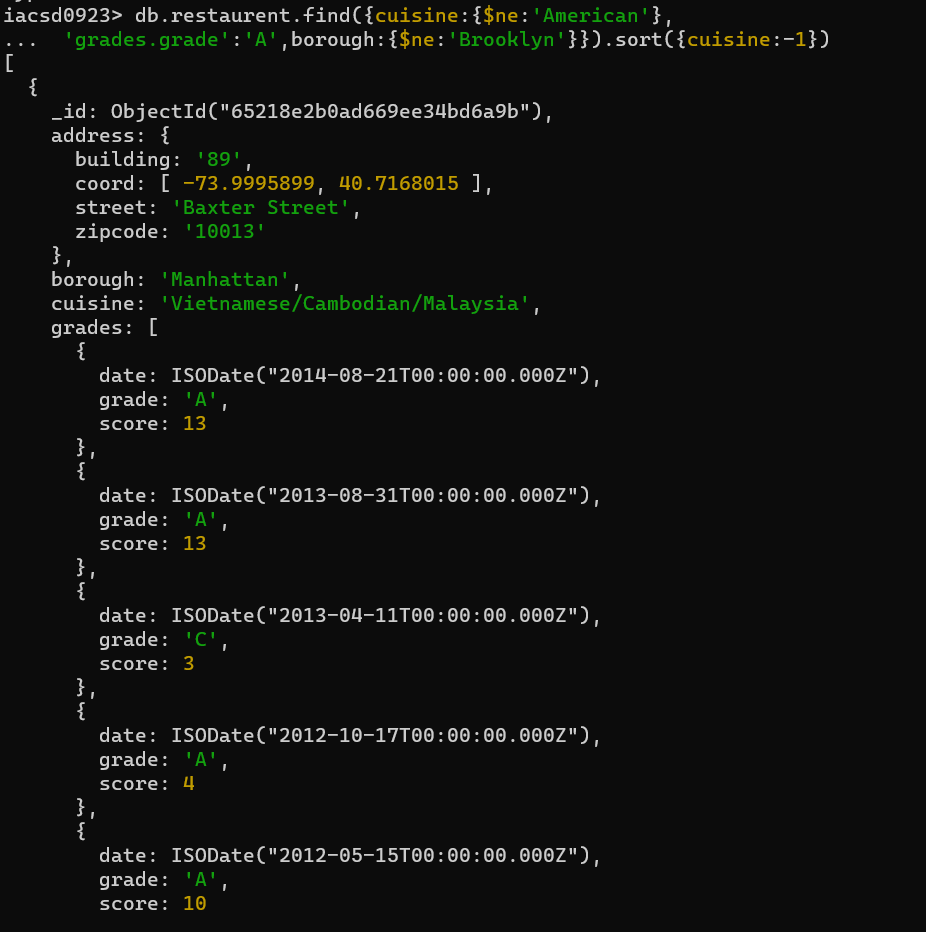 iacsd0923> db.restaurent.find({cuisine:{$ne:'American'},
... 'grades.grade':'A',borough:{$ne:'Brooklyn'}}).sort({cuisine:-1})
[
{
_id: ObjectId("65218e2b0ad669ee34bd6a9b"),
address: {
building: '89',
coord: [ -73.9995899, 40.7168015 ],
street: 'Baxter Street',
zipcode: '10013'
},
borough: 'Manhattan',
cuisine: 'Vietnamese/Cambodian/Malaysia',
grades: [
{
date: ISODate("2014-08-21T00:00:00.000Z"),
grade: 'A',
score: 13
},
{
date: ISODate("2013-08-31T00:00:00.000Z"),
grade: 'A',
score: 13
},
{
date: ISODate("2013-04-11T00:00:00.000Z"),
grade: 'C',
score: 3
},
{
date: ISODate("2012-10-17T00:00:00.000Z"),
grade: 'A',
score: 4
},
{
date: ISODate("2012-05-15T00:00:00.000Z"),
grade: 'A',
score: 10